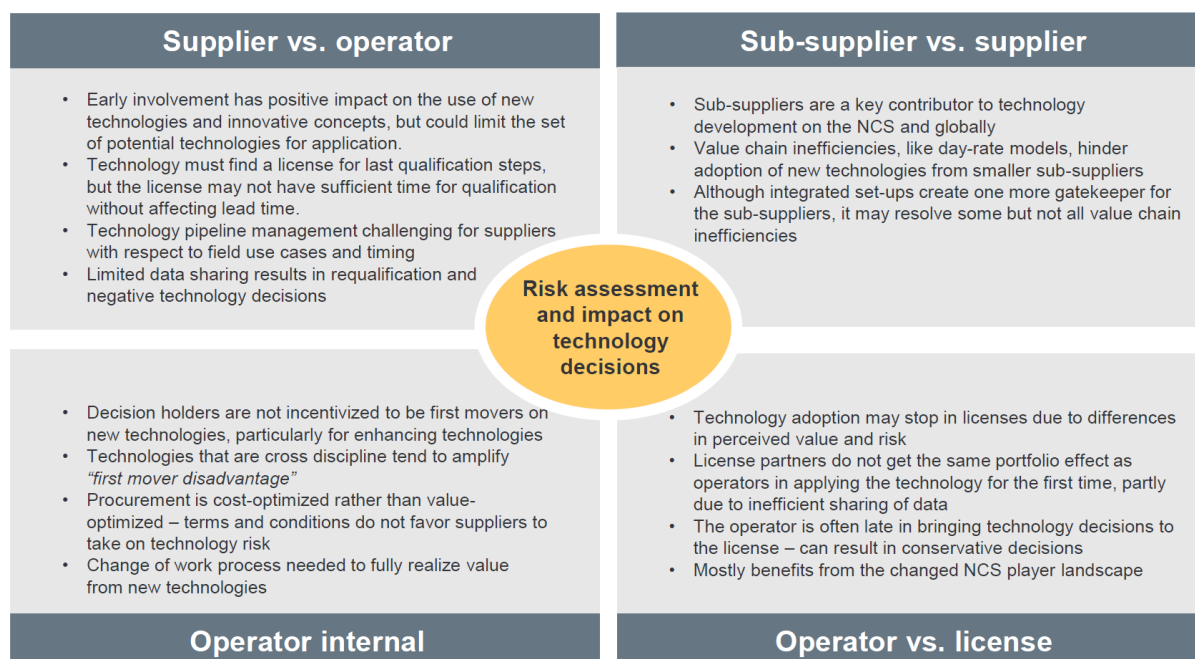 Supplier vs. operator
• Early involvement has positive impact on the use of new
technologies and innovative concepts, but could limit the set
of potential technologies for application.
• Technology must find a license for last qualification steps,
but the license may not have sufficient time for qualification
without affecting lead time.
• Technology pipeline management challenging for suppliers
with respect to field use cases and timing
• Limited data sharing results in requalification and
negative technology decisions
Sub-supplier vs. supplier
• Sub-suppliers are a key contributor to technology
development on the NCS and globally
• Value chain inefficiencies, like day-rate models, hinder
adoption of new technologies from smaller sub-suppliers
• Although integrated set-ups create one more gatekeeper for
the sub-suppliers, it may resolve some but not all value chain
inefficiencies
Risk assessment
and impact on
technology
decisions
• Decision holders are not incentivized to be first movers on
new technologies, particularly for enhancing technologies
• Technologies that are cross discipline tend to amplify
“first mover disadvantage”
• Procurement is cost-optimized rather than value-
optimized – terms and conditions do not favor suppliers to
take on technology risk
• Change of work process needed to fully realize value
from new technologies
Operator internal
• Technology adoption may stop in licenses due to differences
in perceived value and risk
• License partners do not get the same portfolio effect as
operators in applying the technology for the first time, partly
due to inefficient sharing of data
• The operator is often late in bringing technology decisions to
the license – can result in conservative decisions
• Mostly benefits from the changed NCS player landscape
Operator vs. license